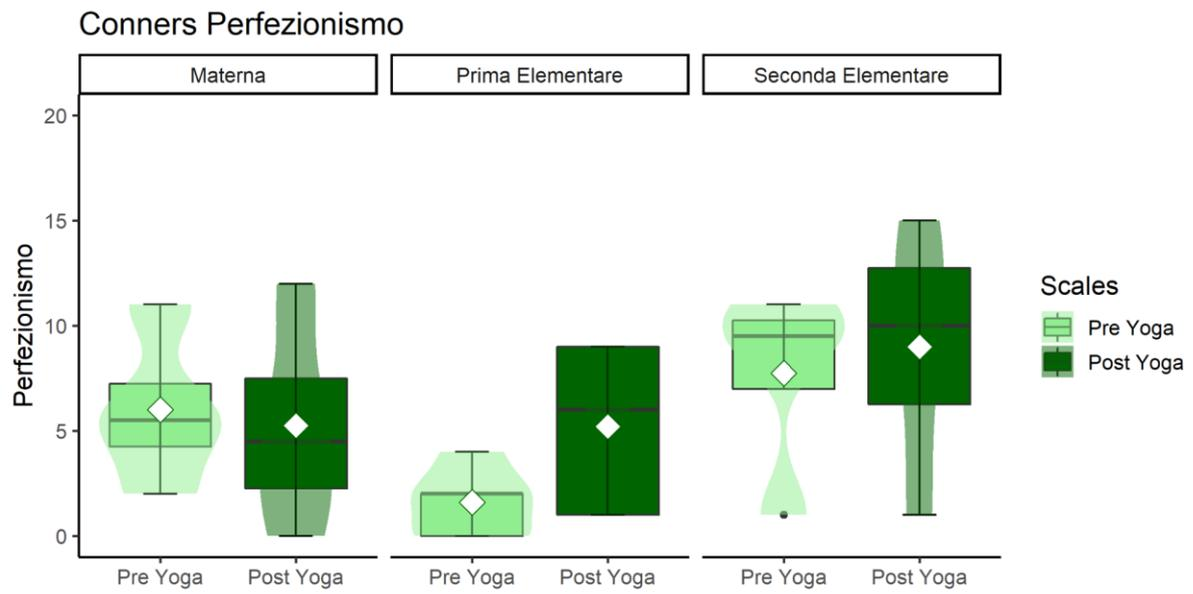 Conners Perfezionismo
Materna
Prima Elementare
Seconda Elementare
Perfezionismo
20
15
10
5
0
Pre Yoga
Post Yoga
Pre Yoga
Post Yoga
Pre Yoga
Post Yoga
Scales
Pre Yoga
Post Yoga